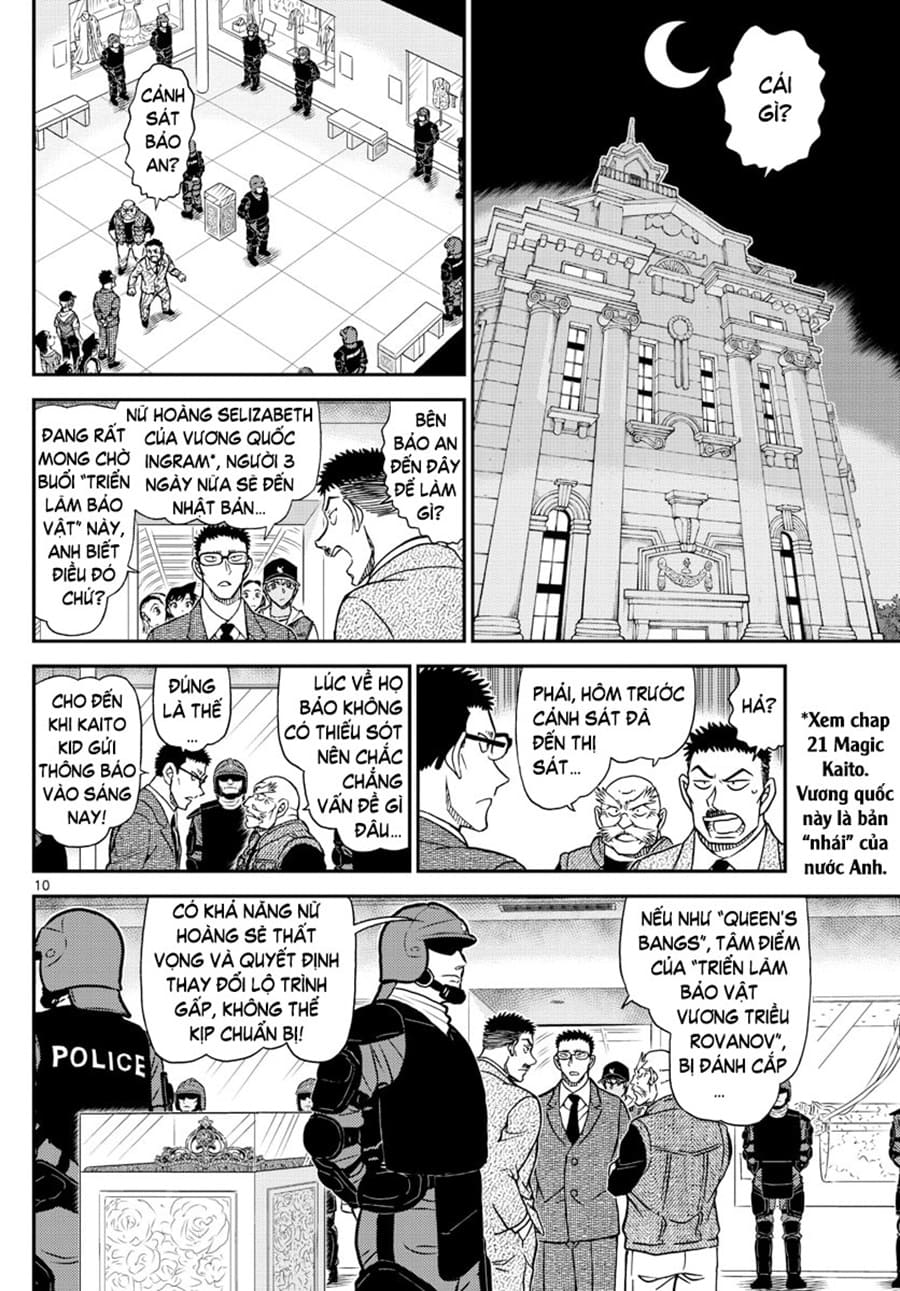 CÁI
GÌ?
CẢNH
SÁT
BẢO
AN?
BÊN
BẢO AN
ĐẾN ĐÂY
ĐỂ LÀM
GÌ?
NỮ HOÀNG SELIZABETH
CỦA VƯƠNG QUỐC
INGRAM*, NGƯỜI 3
NGÀY NỮA SẼ ĐẾN
NHẬT BẢN...
ĐANG RẤT
MONG CHỜ
BUỔI "TRIỂN
LÃM BẢO
VẬT" NÀY,
ANH BIẾT
ĐIỀU ĐÓ
CHỨ?
*Xem chap
21 Magic
Kaito.
Vương quốc
này là bản
"nhái" của
nước Anh.
HẢ?
PHẢI, HÔM TRƯỚC
CẢNH SÁT ĐÃ
ĐẾN THỊ
SÁT...
LÚC VỀ HỌ
BẢO KHÔNG
CÓ THIẾU SÓT
NÊN CHẮC
CHẲNG
VẤN ĐỀ GÌ
ĐÂU...
ĐÚNG
LÀ THẾ
...
CHO ĐẾN
KHI KAITO
KID GỬI
THÔNG BÁO
VÀO SÁNG
NAY!
10
NẾU NHƯ "QUEEN'S
BANGS", TÂM ĐIỂM
CỦA "TRIỂN LÃM
BẢO VẬT
VƯƠNG TRIỀU
ROVANOV",
BỊ ĐÁNH CẮP
...
CÓ KHẢ NĂNG NỮ
HOÀNG SẼ THẤT
VỌNG VÀ QUYẾT ĐỊNH
THAY ĐỔI LỘ TRÌNH
GẤP, KHÔNG THỂ
KỊP CHUẨN BỊ!
POLICE